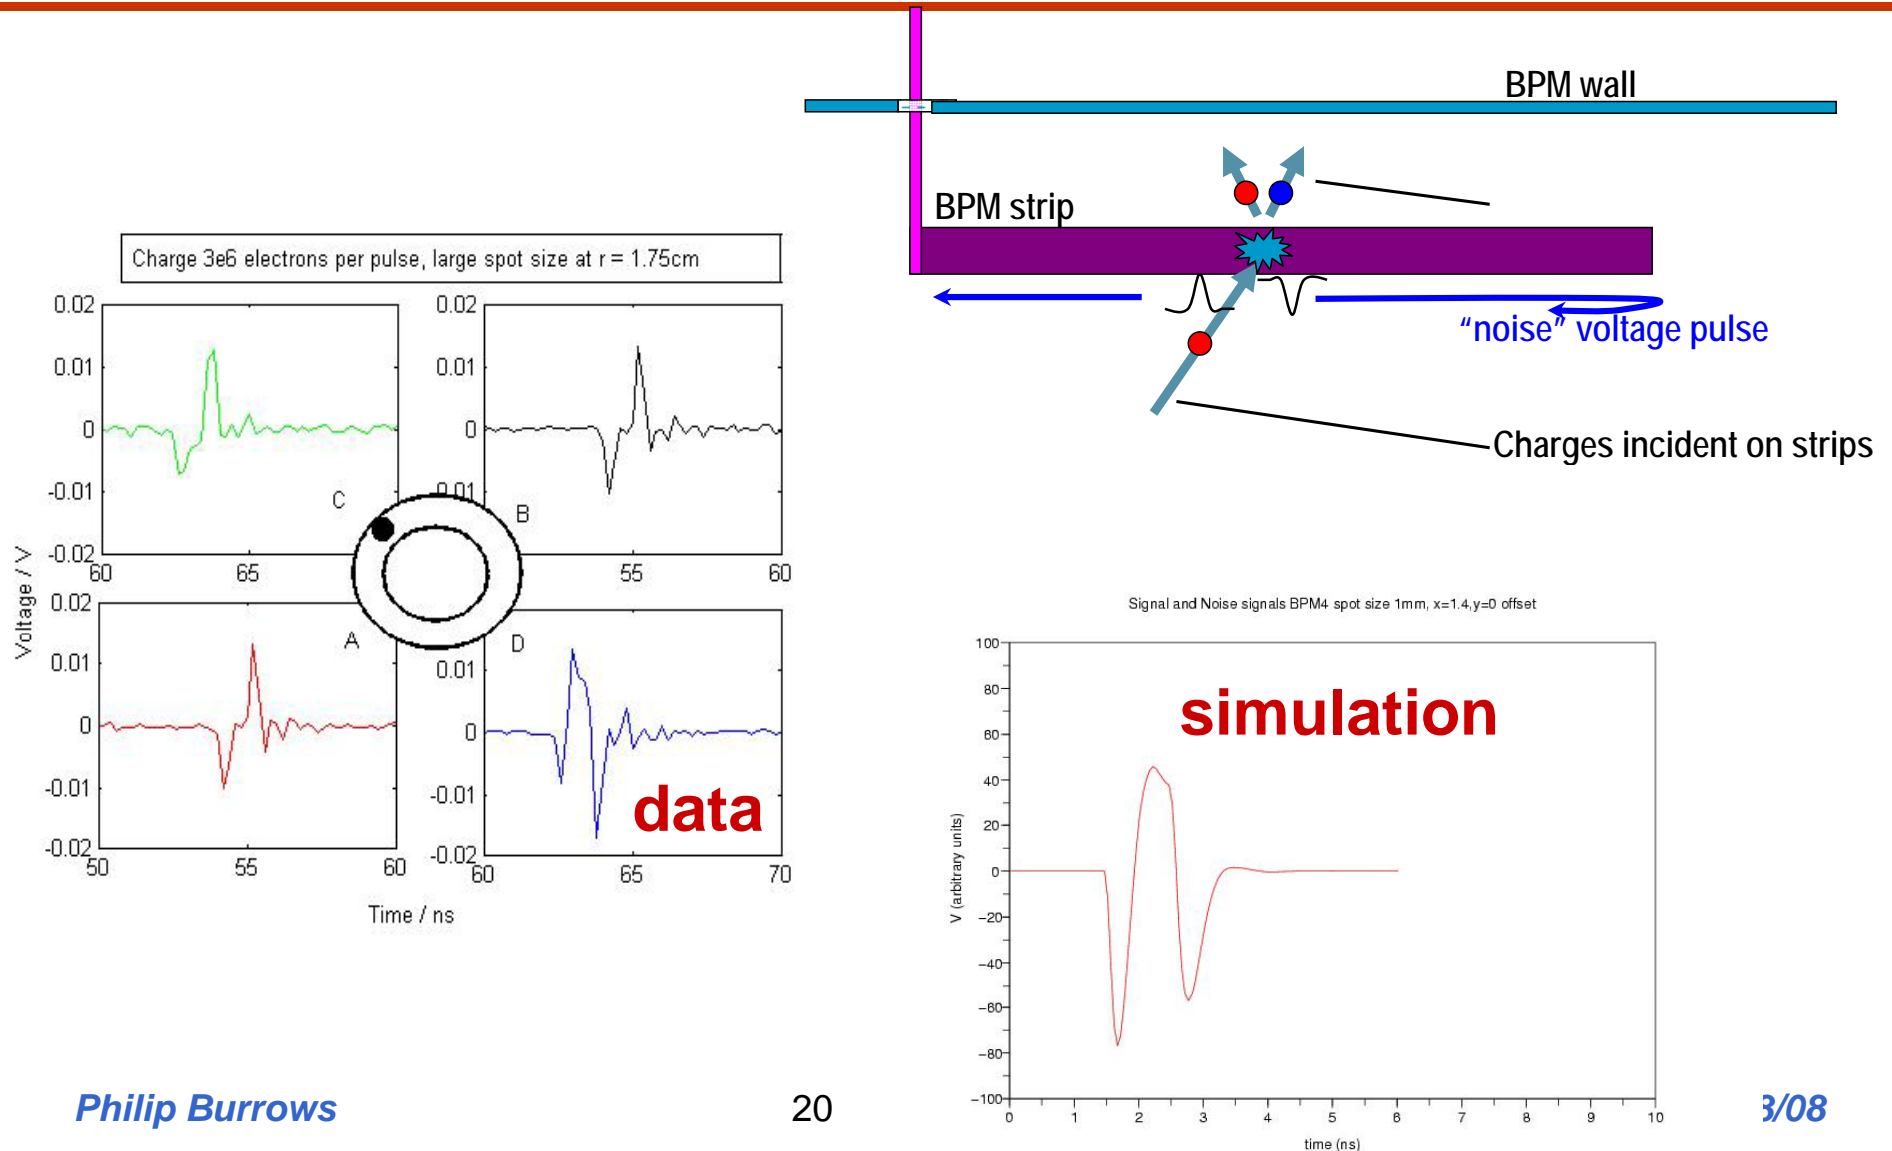 BPM wall
BPM strip
"noise" voltage pulse
Charges incident on strips
Charge 3e6 electrons per pulse, large spot size at r = 1.75cm
0.02
0.01
0
-0.01
-0.02
60
65
C
0.02
0.01
0
55
60
B
Voltage / V
0.02
0.01
0
-0.01
-0.02
50
55
60
A
0.01
0
-0.01
-0.02
60
65
70
D
data
Time / ns
Signal and Noise signals BPM4 spot size 1mm, x=1.4,y=0 offset
simulation
V (arbitrary units)
100
80
60
40
20
0
-20
-40
-60
-80
-100
0 1 2 3 4 5 6 7 8 9 10
time (ns)
Philip Burrows
20
3/08